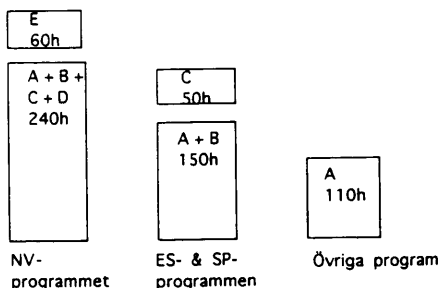 E
60h
A + B +
C + D
240h
C
50h
A + B
150h
A
110h
NV-
programmet
ES- & SP-
programmen
Övriga program